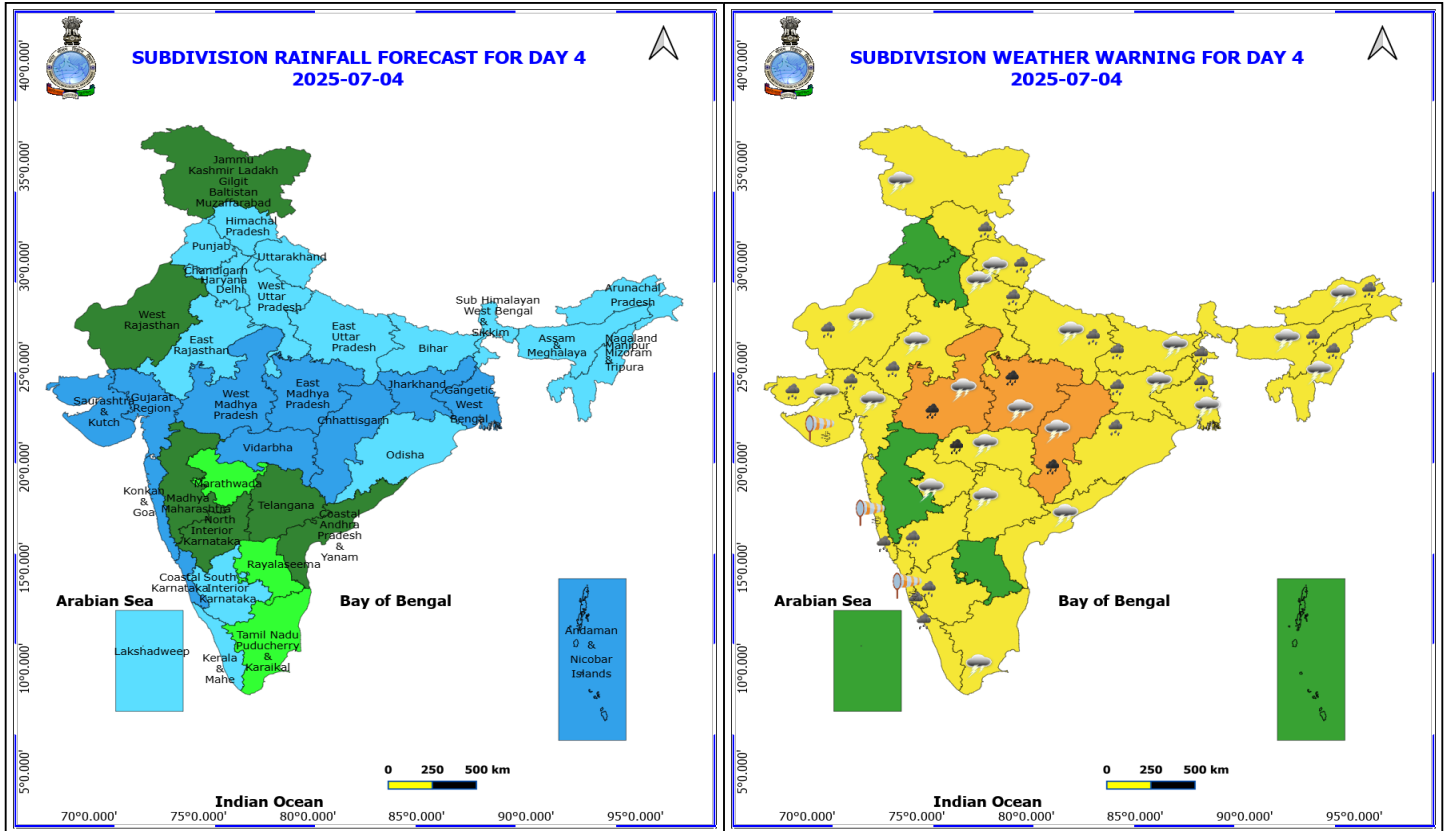 SUBDIVISION RAINFALL FORECAST FOR DAY 4
2025-07-04
40°0.000'
35°0.000'
30°0.000'
25°0.000'
20°0.000'
15°0.000'
10°0.000'
5°0.000'
Jammu
Kashmir Ladakh
Gilgit
Baltistan
Muzaffarabad
Himachal
Pradesh
Punjab
Uttarakhand
Chandigarh
Haryana
Delhi
West
Uttar
Pradesh
West
Rajasthan
East
Rajasthan
East
Uttar
Pradesh
Bihar
Sub Himalayan
West Bengal
&
Sikkim
Arunachal
Pradesh
Assam
&
Meghalaya
Nagaland
Manipur
Mizoram
&
Tripura
Saurashtra
&
Kutch
Gujarat
Region
West
Madhya
Pradesh
East
Madhya
Pradesh
Jharkhand
Gangetic
West
Bengal
Chhattisgarh
Vidarbha
Odisha
Konkan
&
Goa
Madhya
Maharashtra
Marathwada
Telangana
North
Interior
Karnataka
Coastal
Andhra
Pradesh
&
Yanam
Rayalaseema
Coastal
Karnataka
South
Interior
Karnataka
Tamil Nadu
Puducherry
&
Karaikal
Kerala
&
Mahe
Lakshadweep
Andaman
&
Nicobar
Islands
Arabian Sea
Bay of Bengal
Indian Ocean
0 250 500 km
70°0.000' 75°0.000' 80°0.000' 85°0.000' 90°0.000' 95°0.000'
SUBDIVISION WEATHER WARNING FOR DAY 4
2025-07-04
40°0.000'
35°0.000'
30°0.000'
25°0.000'
20°0.000'
15°0.000'
10°0.000'
5°0.000'
Arabian Sea
Bay of Bengal
Indian Ocean
0 250 500 km
70°0.000' 75°0.000' 80°0.000' 85°0.000' 90°0.000' 95°0.000'